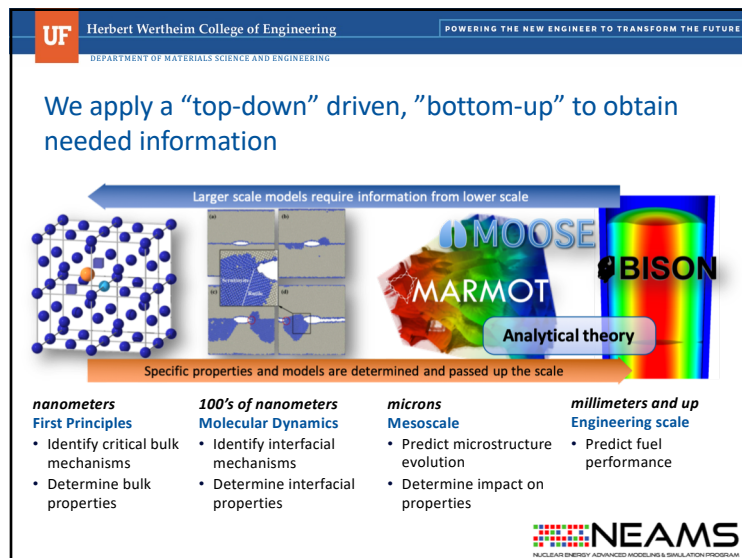 UF
Herbert Wertheim College of Engineering
POWERING THE NEW ENGINEER TO TRANSFORM THE FUTURE
DEPARTMENT OF MATERIALS SCIENCE AND ENGINEERING
We apply a “top-down” driven, ”bottom-up” to obtain
needed information
Larger scale models require information from lower scale
(a)
(b)
(c)
(d)
MOOSE
MARMOT
BISON
Analytical theory
Specific properties and models are determined and passed up the scale
nanometers
First Principles
• Identify critical bulk
mechanisms
• Determine bulk
properties
100’s of nanometers
Molecular Dynamics
• Identify interfacial
mechanisms
• Determine interfacial
properties
microns
Mesoscale
• Predict microstructure
evolution
• Determine impact on
properties
millimeters and up
Engineering scale
• Predict fuel
performance
NEAMS
NUCLEAR ENERGY ADVANCED MODELING & SIMULATION PROGRAM